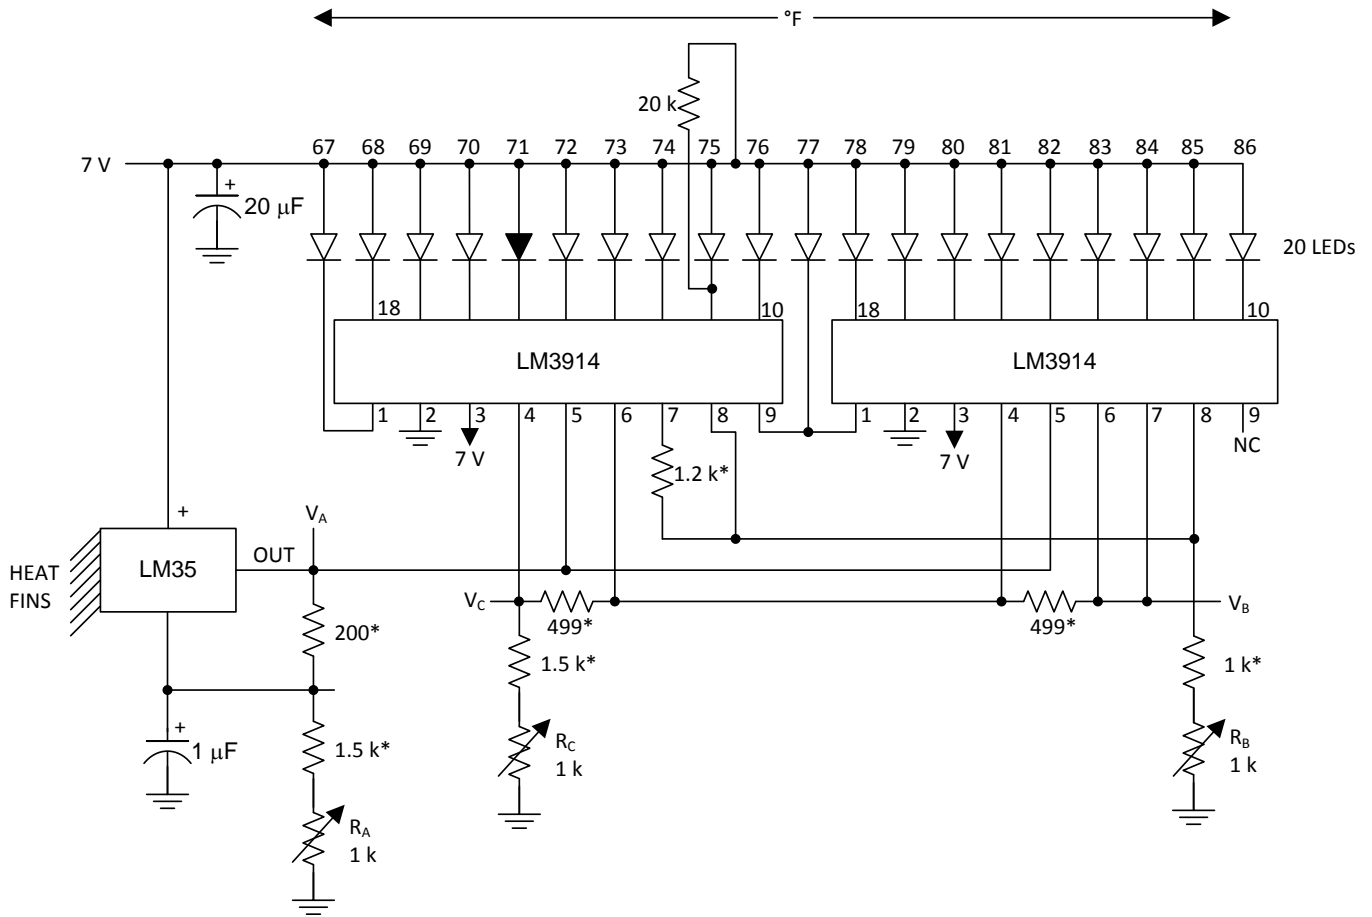 °F
20 k
7 V
67 68 69 70 71 72 73 74 75 76 77 78 79 80 81 82 83 84 85 86
+
20 µF
20 LEDs
18 10 18 10
LM3914 LM3914
1 2 3 4 5 6 7 8 9 1 2 3 4 5 6 7 8 9
7 V 7 V NC
1.2 k*
+
V_A
HEAT
FINS
LM35
OUT
V_C V_B
499* 499*
200*
1.5 k* 1 k*
+
1 µF
1.5 k*
R_C
1 k
R_B
1 k
R_A
1 k